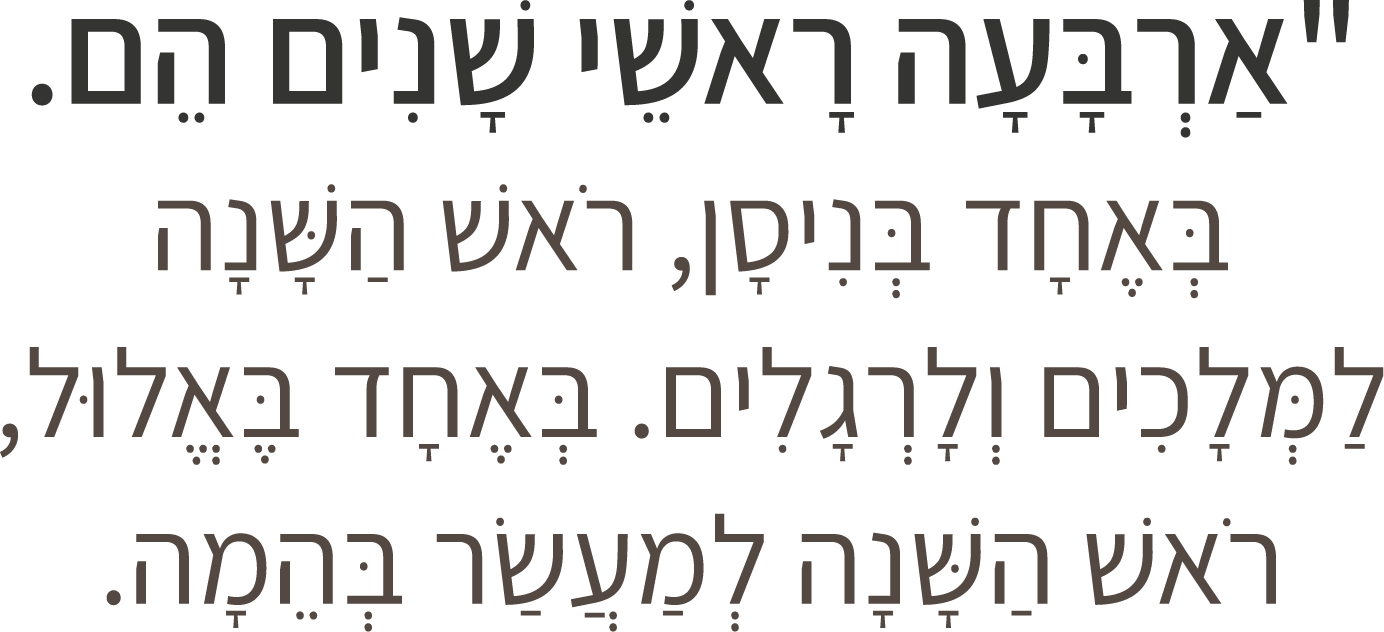 "אַרְבָּעָה רָאשֵׁי שָׁנִים הֵם.
בְּאֶחָד בְּנִיסָן, רֹאשׁ הַשָּׁנָה
לַמְּלָכִים וְלָרְגָלִים. בְּאֶחָד בֶּאֱלוּל,
רֹאשׁ הַשָּׁנָה לְמַעֲשַׂר בְּהֵמָה.